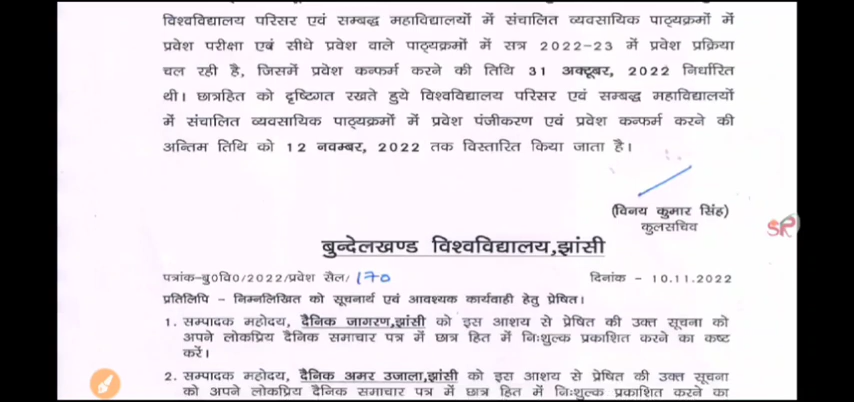 विश्वविद्यालय परिसर एवं सम्बद्ध महाविद्यालयों में संचालित व्यवसायिक पाठ्यक्रमों में
प्रवेश परीक्षा एबं सीधे प्रवेश वाले पाठ्यक्रमों में सत्र 2022-23 में प्रवेश प्रक्रिया
चल रही है, जिसमें प्रवेश कन्फर्म करने की तिथि 31 अक्टूबर, 2022 निर्धारित
थी। छात्रहित को दृष्टिगत रखते हुये विश्वविद्यालय परिसर एवं सम्बद्ध महाविद्यालयों
में संचालित व्यवसायिक पाठ्यक्रमों में प्रवेश पंजीकरण एवं प्रवेश कन्फर्म करने की
अन्तिम तिथि को 12 नवम्बर, 2022 तक विस्तारित किया जाता है।
(विनय कुमार सिंह)
कुलसचिव
SR
बुन्देलखण्ड विश्वविद्यालय,झांसी
पत्रांक-बु0वि0/2022/प्रवेश सैल/170 दिनांक - 10.11.2022
प्रतिलिपि - निम्नलिखित को सूचनार्थ एवं आवश्यक कार्यवाही हेतु प्रेषित।
1. सम्पादक महोदय, दैनिक जागरण,झांसी को इस आशय से प्रेषित की उक्त सूचना को
अपने लोकप्रिय दैनिक समाचार पत्र में छात्र हित में निःशुल्क प्रकाशित करने का कष्ट
करें।
2. सम्पादक महोदय, दैनिक अमर उजाला,झांसी को इस आशय से प्रेषित की उक्त सूचना
को अपने लोकप्रिय दैनिक समाचार पत्र में छात्र हित में निःशुल्क प्रकाशित करने का